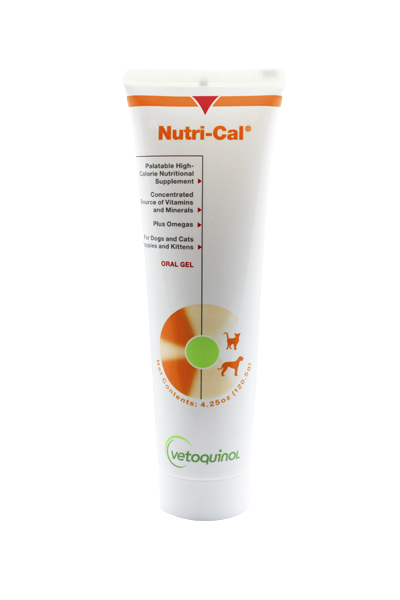 Nutri-Cal®
Palatable High-
Calorie Nutritional
Supplement
Concentrated
Source of Vitamins
and Minerals
Plus Omegas
For Dogs and Cats
and Kittens
ORAL GEL
Net Contents: 4.25oz (120.5g)
vetoquinol